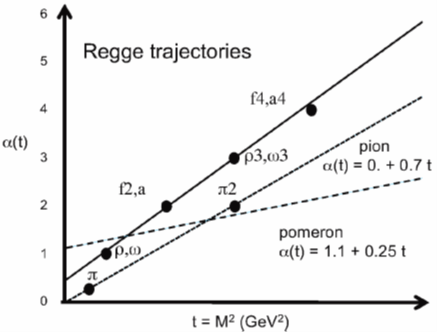 6
Regge trajectories
5
f4,a4
4
α(t)
3
ρ3,ω3
pion
α(t) = 0. + 0.7 t
f2,a
π2
2
pomeron
α(t) = 1.1 + 0.25 t
1
ρ,ω
π
0
t = M² (GeV²)